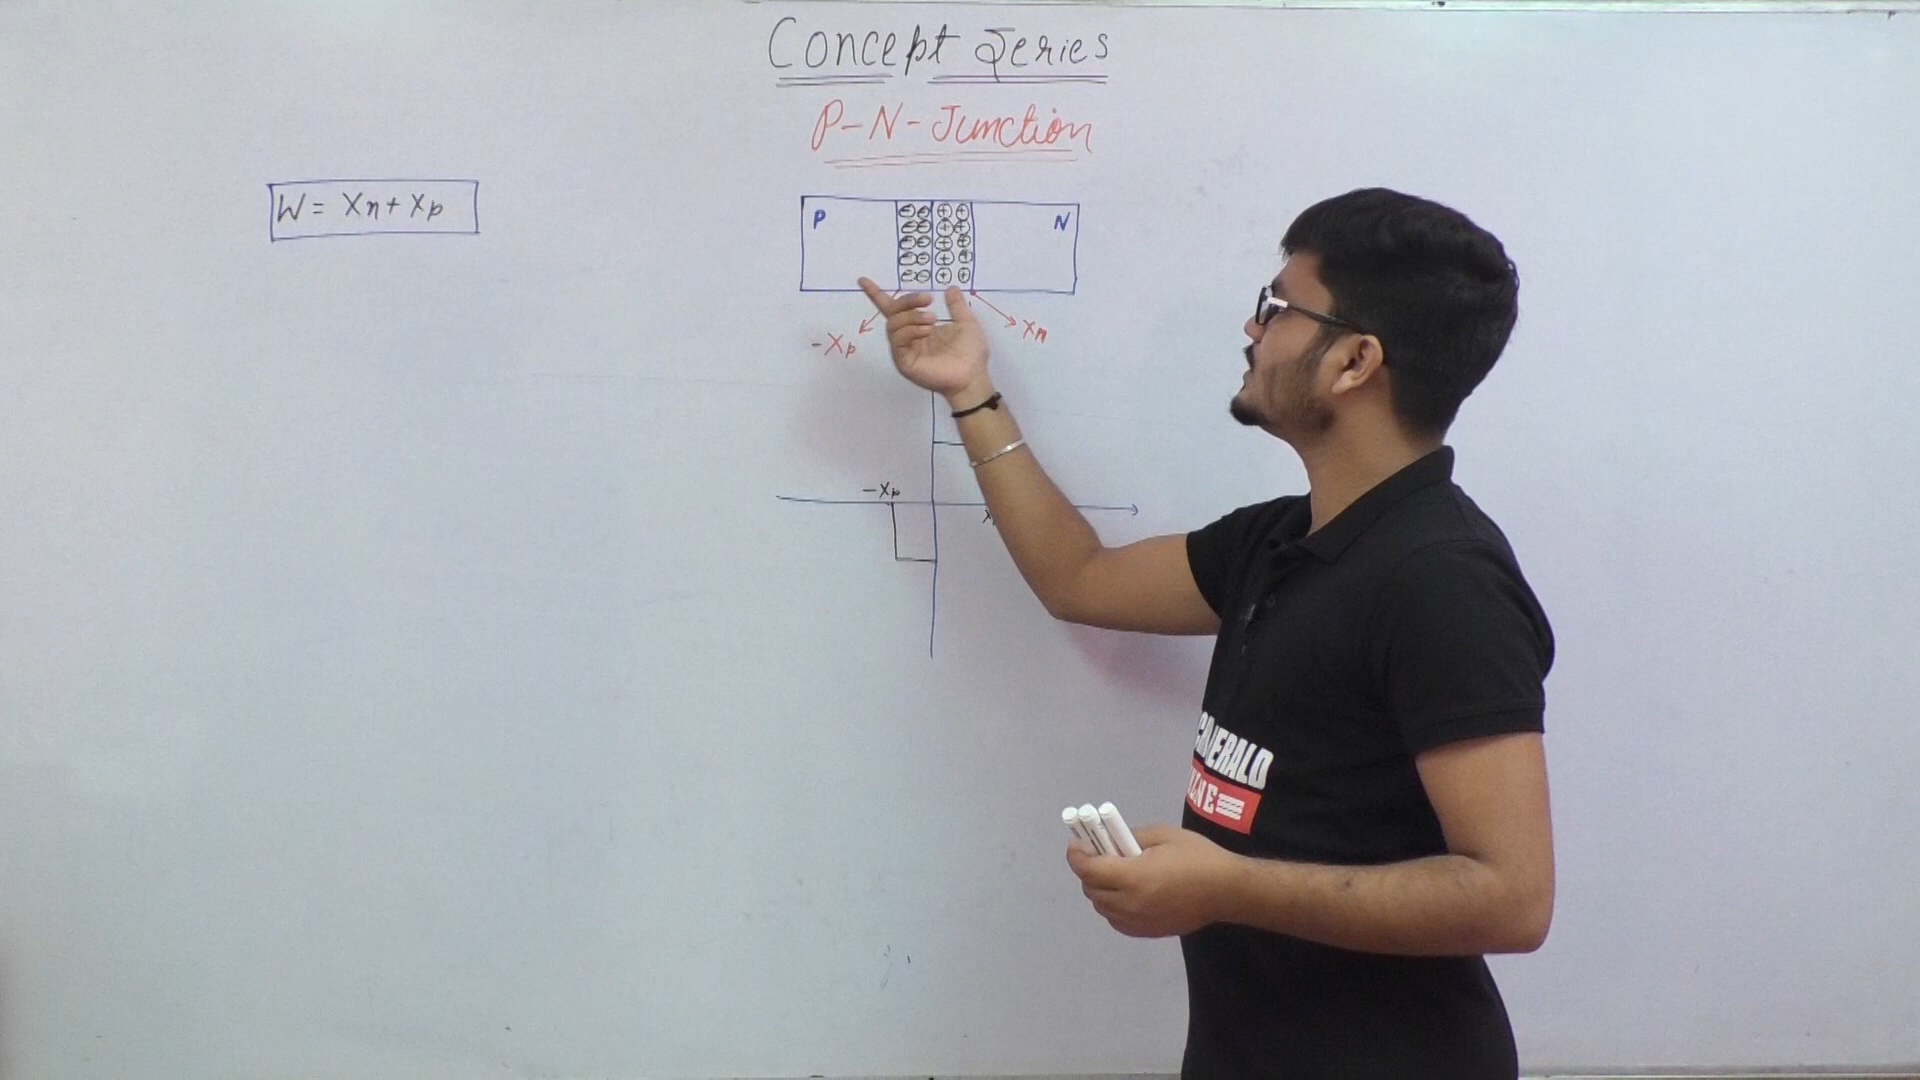 Concept Series
P-N-Junction
W = Xn + Xp
P
N
-Xp
Xn
-Xp